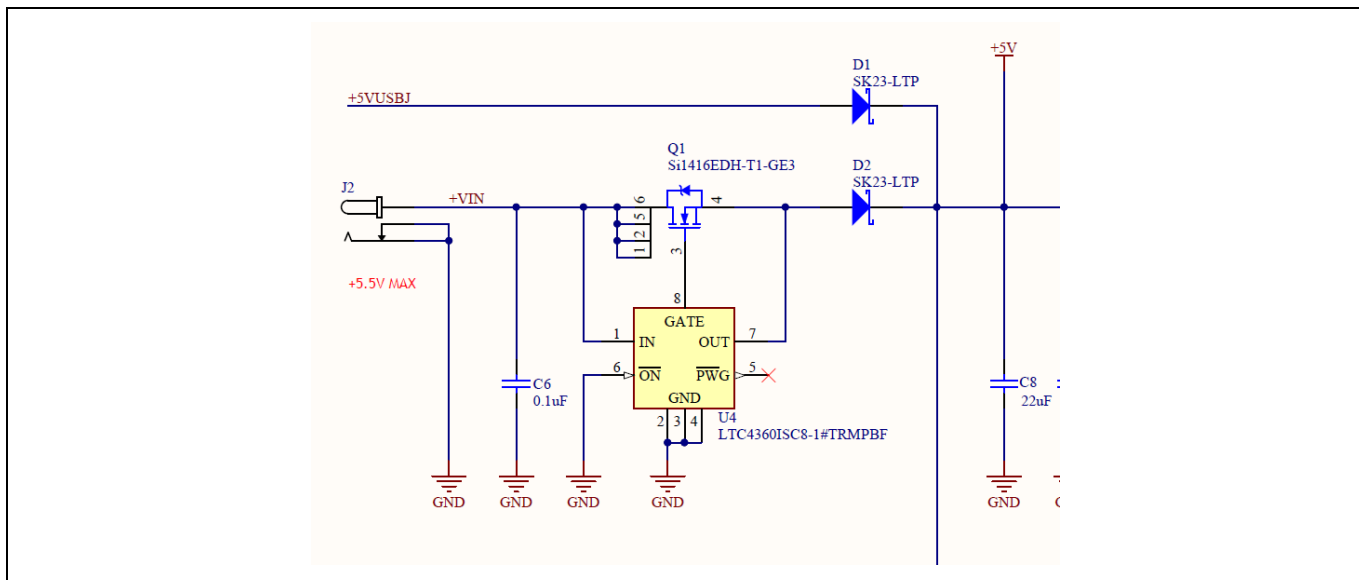 +5V
D1
SK23-LTP
+5VUSBJ
Q1
Si1416EDH-T1-GE3
D2
SK23-LTP
J2
+VIN
6
5
2
1
4
3
+5.5V MAX
8
GATE
1
IN
OUT
7
6
ON
PWG
5
GND
2
3
4
U4
LTC4360ISC8-1#TRMPBF
C6
0.1uF
C8
22uF
GND
GND
GND
GND
GND